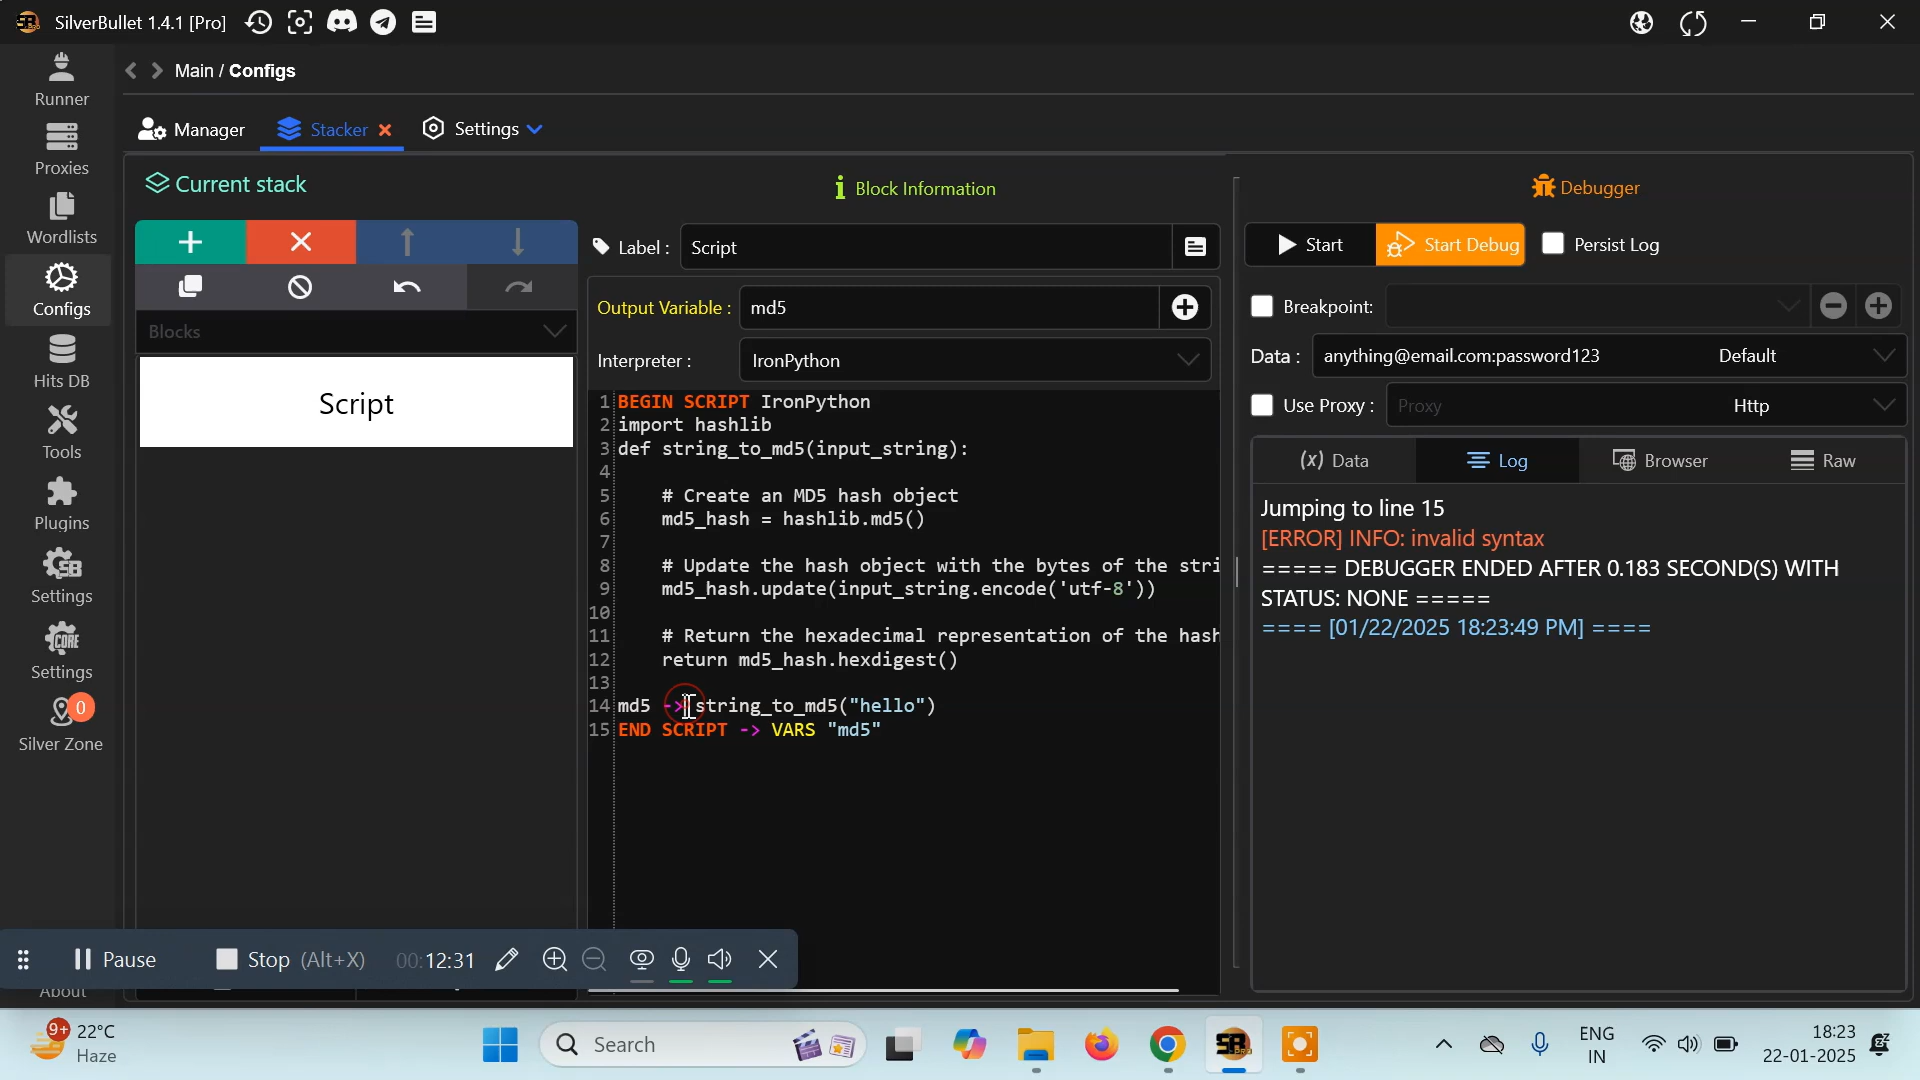 SilverBullet 1.4.1 [Pro]
Main / Configs
Runner
Proxies
Wordlists
Configs
Hits DB
Tools
Plugins
Settings
CORE
Settings
0
Silver Zone
About
Manager
Stacker
Settings
Current stack
Blocks
Script
Block Information
Label :
Script
Output Variable :
md5
Interpreter :
IronPython
1 BEGIN SCRIPT IronPython
2 import hashlib
3 def string_to_md5(input_string):
4
5 # Create an MD5 hash object
6 md5_hash = hashlib.md5()
7
8 # Update the hash object with the bytes of the stri
9 md5_hash.update(input_string.encode('utf-8'))
10
11 # Return the hexadecimal representation of the hash
12 return md5_hash.hexdigest()
13
14 md5 -> string_to_md5("hello")
15 END SCRIPT -> VARS "md5"
Debugger
Start
Start Debug
Persist Log
Breakpoint:
Data :
anything@email.com:password123
Default
Use Proxy :
Proxy
Http
(x) Data
Log
Browser
Raw
Jumping to line 15
[ERROR] INFO: invalid syntax
===== DEBUGGER ENDED AFTER 0.183 SECOND(S) WITH
STATUS: NONE =====
==== [01/22/2025 18:23:49 PM] ====
Pause
Stop (Alt+X)
00:12:31
9+
22°C
Haze
Search
ENG
IN
18:23
22-01-2025